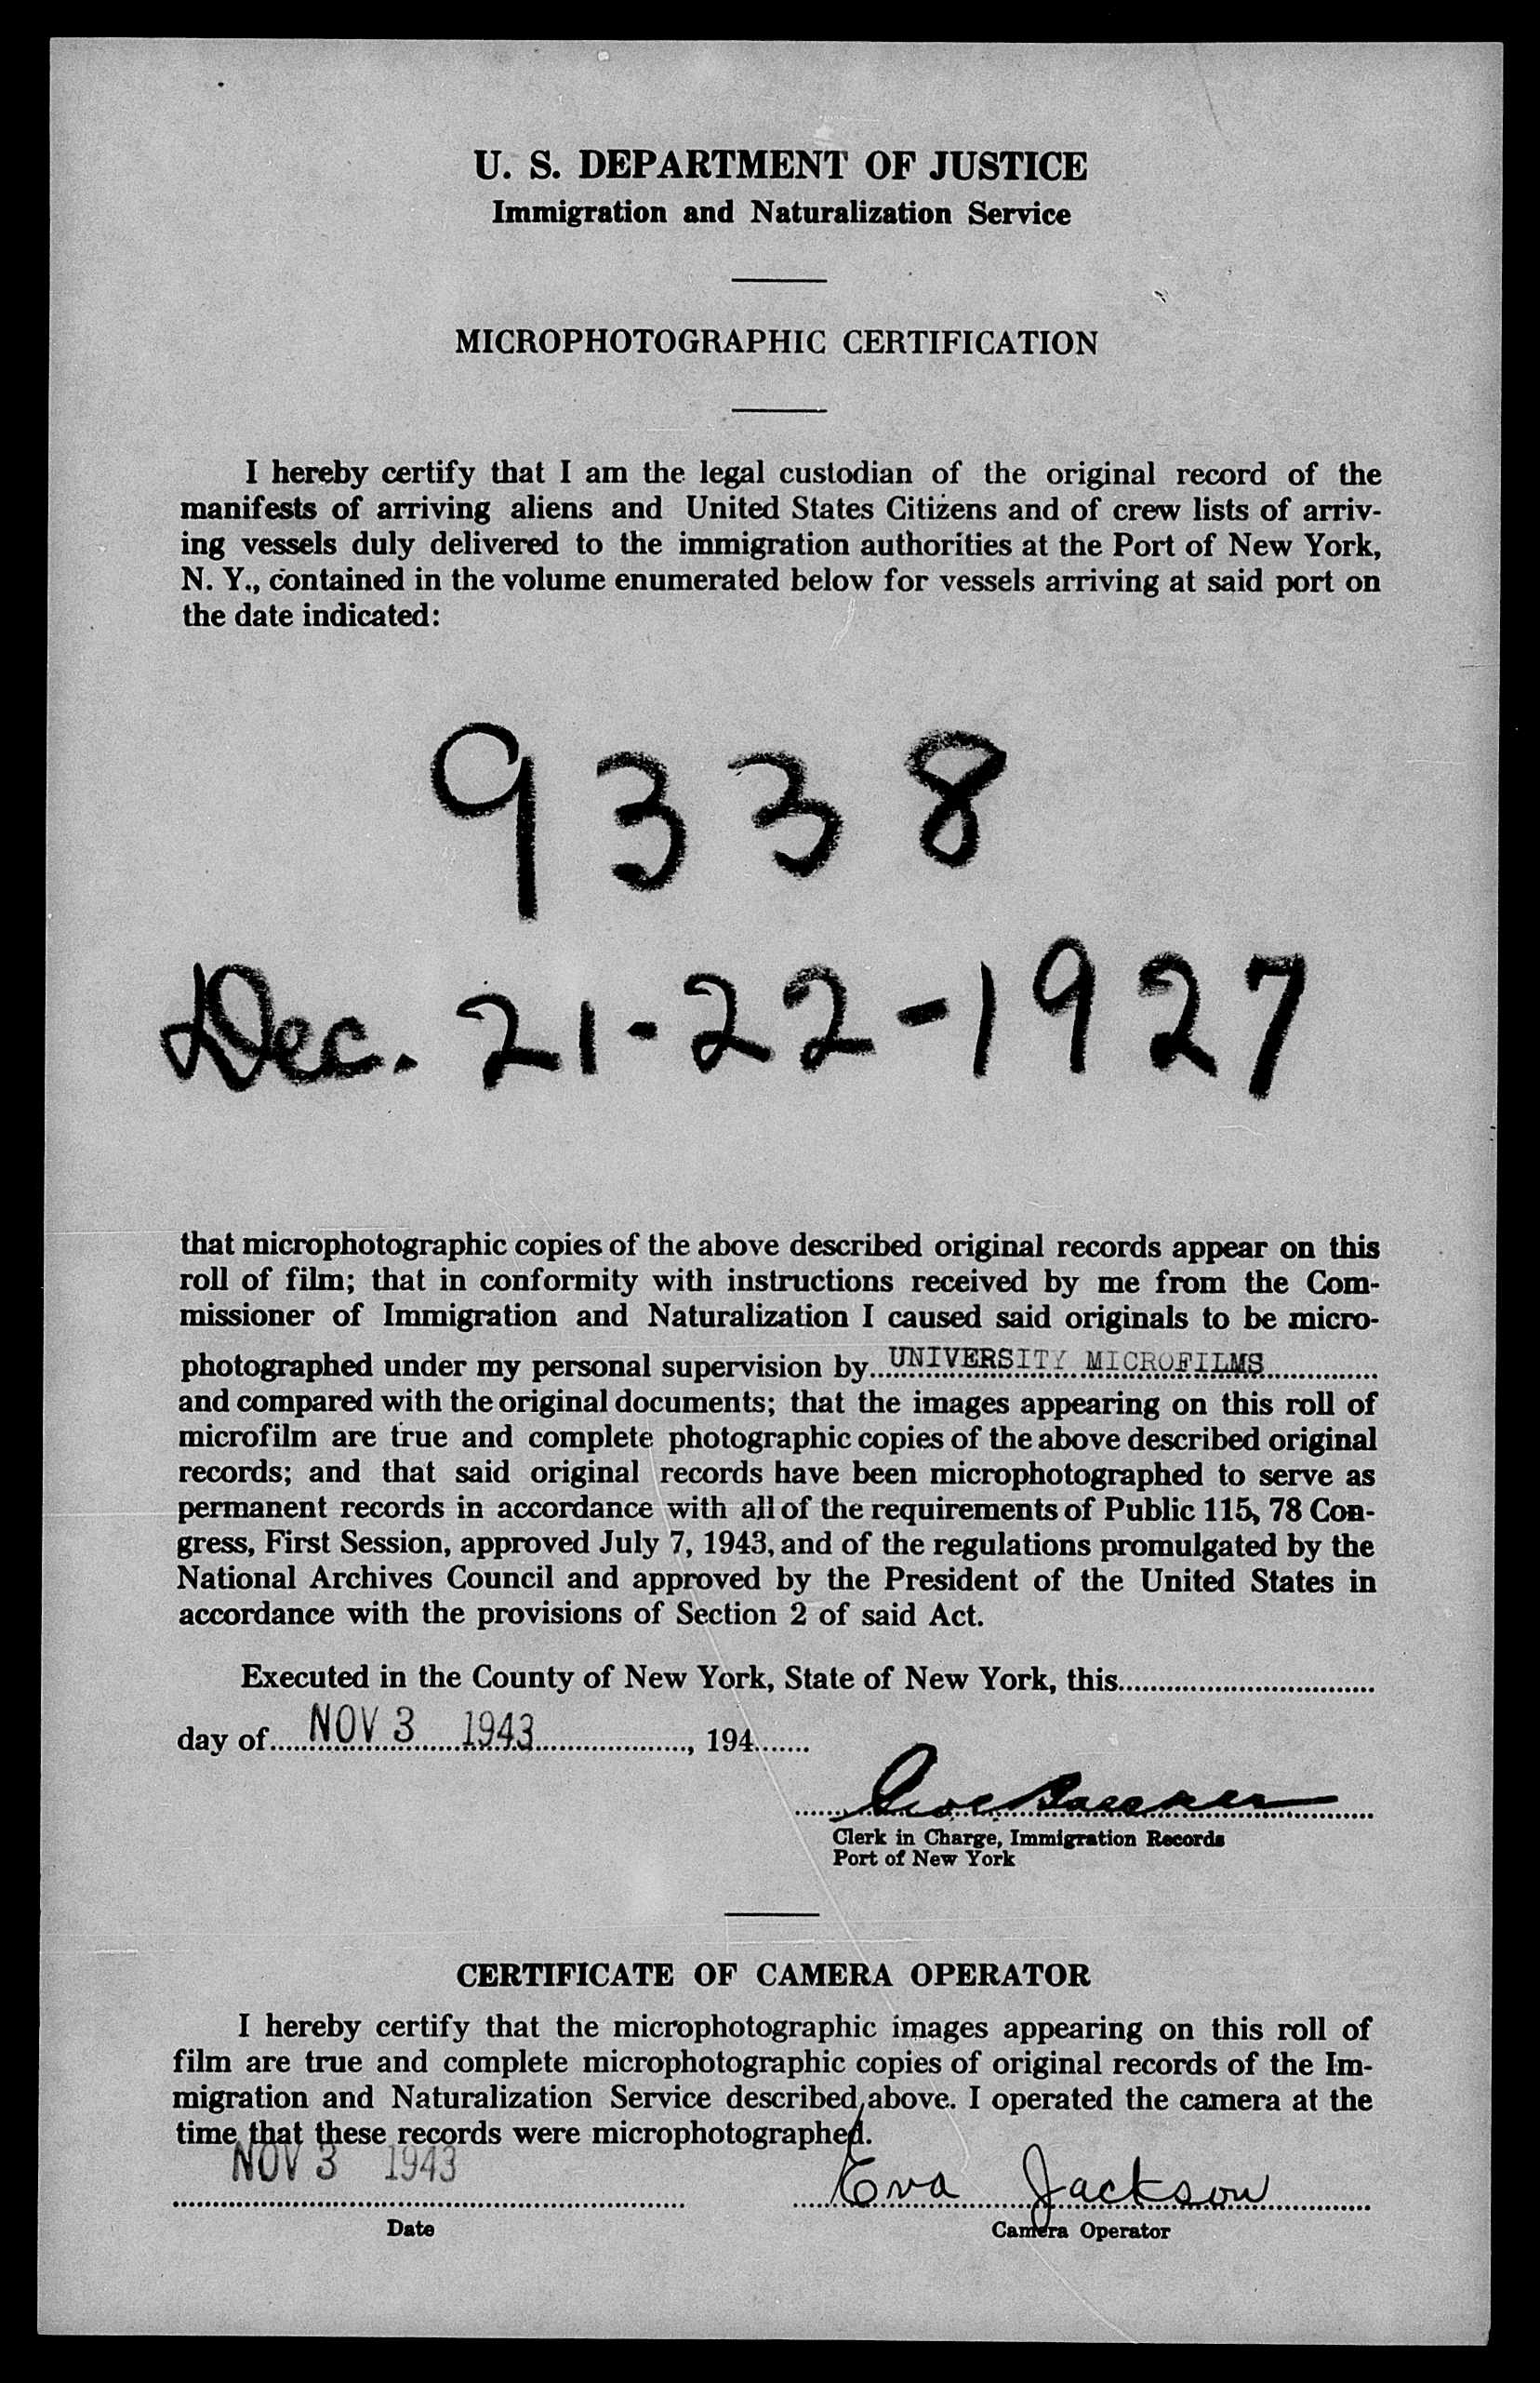 U. S. DEPARTMENT OF JUSTICE
Immigration and Naturalization Service
MICROPHOTOGRAPHIC CERTIFICATION
I hereby certify that I am the legal custodian of the original record of the
manifests of arriving aliens and United States Citizens and of crew lists of arriv-
ing vessels duly delivered to the immigration authorities at the Port of New York,
N. Y., contained in the volume enumerated below for vessels arriving at said port on
the date indicated:
9338
Dec. 21-22-1927
that microphotographic copies of the above described original records appear on this
roll of film; that in conformity with instructions received by me from the Com-
missioner of Immigration and Naturalization I caused said originals to be micro-
photographed under my personal supervision by UNIVERSITY MICROFILMS
and compared with the original documents; that the images appearing on this roll of
microfilm are true and complete photographic copies of the above described original
records; and that said original records have been microphotographed to serve as
permanent records in accordance with all of the requirements of Public 115, 78 Con-
gress, First Session, approved July 7, 1943, and of the regulations promulgated by the
National Archives Council and approved by the President of the United States in
accordance with the provisions of Section 2 of said Act.
Executed in the County of New York, State of New York, this
day of NOV 3 1943, 194
Clerk in Charge, Immigration Records
Port of New York
CERTIFICATE OF CAMERA OPERATOR
I hereby certify that the microphotographic images appearing on this roll of
film are true and complete microphotographic copies of original records of the Im-
migration and Naturalization Service described above. I operated the camera at the
time that these records were microphotographed.
NOV 3 1943 Eva Jackson
Date Camera Operator